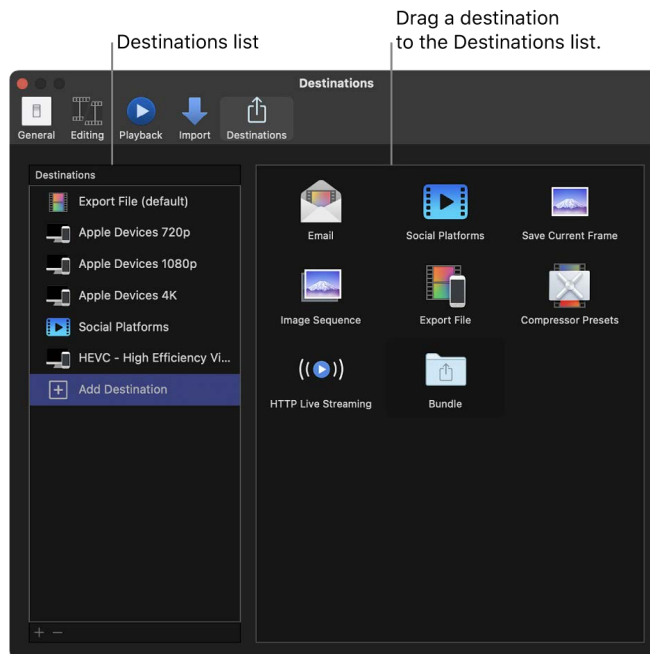 Destinations list
Drag a destination
to the Destinations list.
Destinations
General
Editing
Playback
Import
Destinations
Destinations
Export File (default)
Apple Devices 720p
Apple Devices 1080p
Apple Devices 4K
Social Platforms
HEVC - High Efficiency Vi...
Add Destination
Email
Social Platforms
Save Current Frame
Image Sequence
Export File
Compressor Presets
HTTP Live Streaming
Bundle